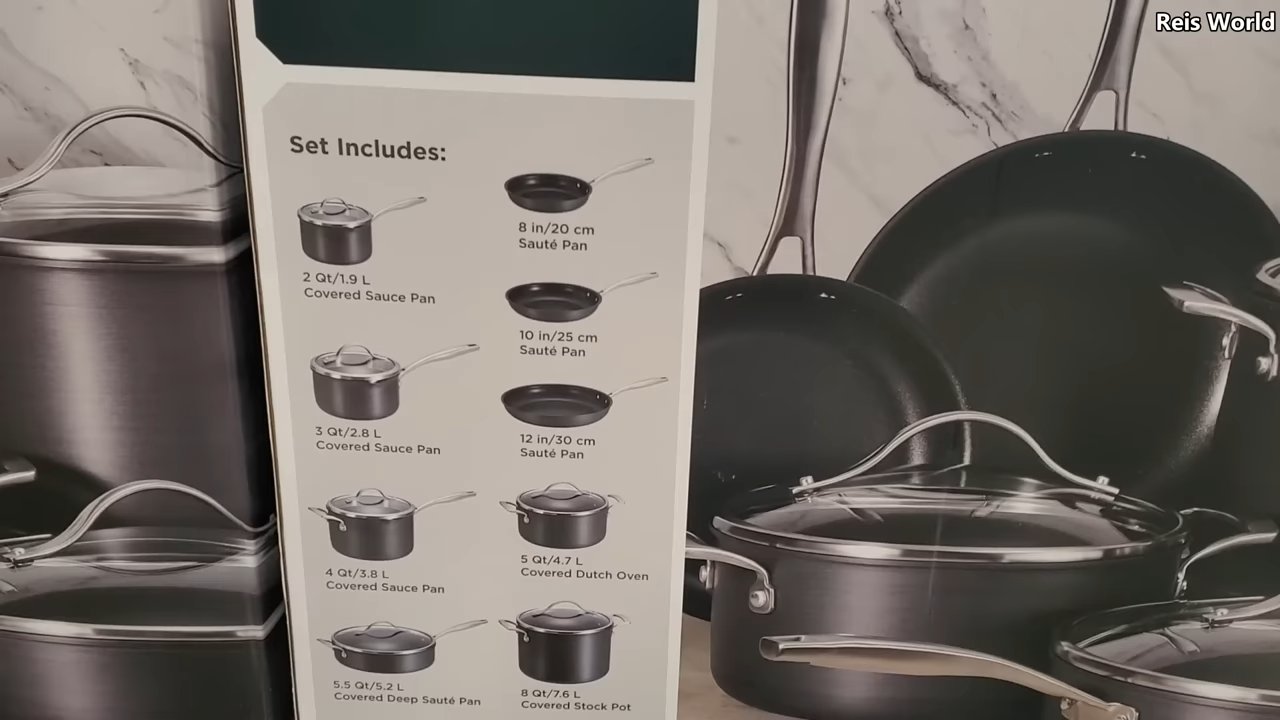 Reis World
Set Includes:
2 Qt/1.9 L
Covered Sauce Pan
3 Qt/2.8 L
Covered Sauce Pan
4 Qt/3.8 L
Covered Sauce Pan
5.5 Qt/5.2 L
Covered Deep Sauté Pan
8 in/20 cm
Sauté Pan
10 in/25 cm
Sauté Pan
12 in/30 cm
Sauté Pan
5 Qt/4.7 L
Covered Dutch Oven
8 Qt/7.6 L
Covered Stock Pot